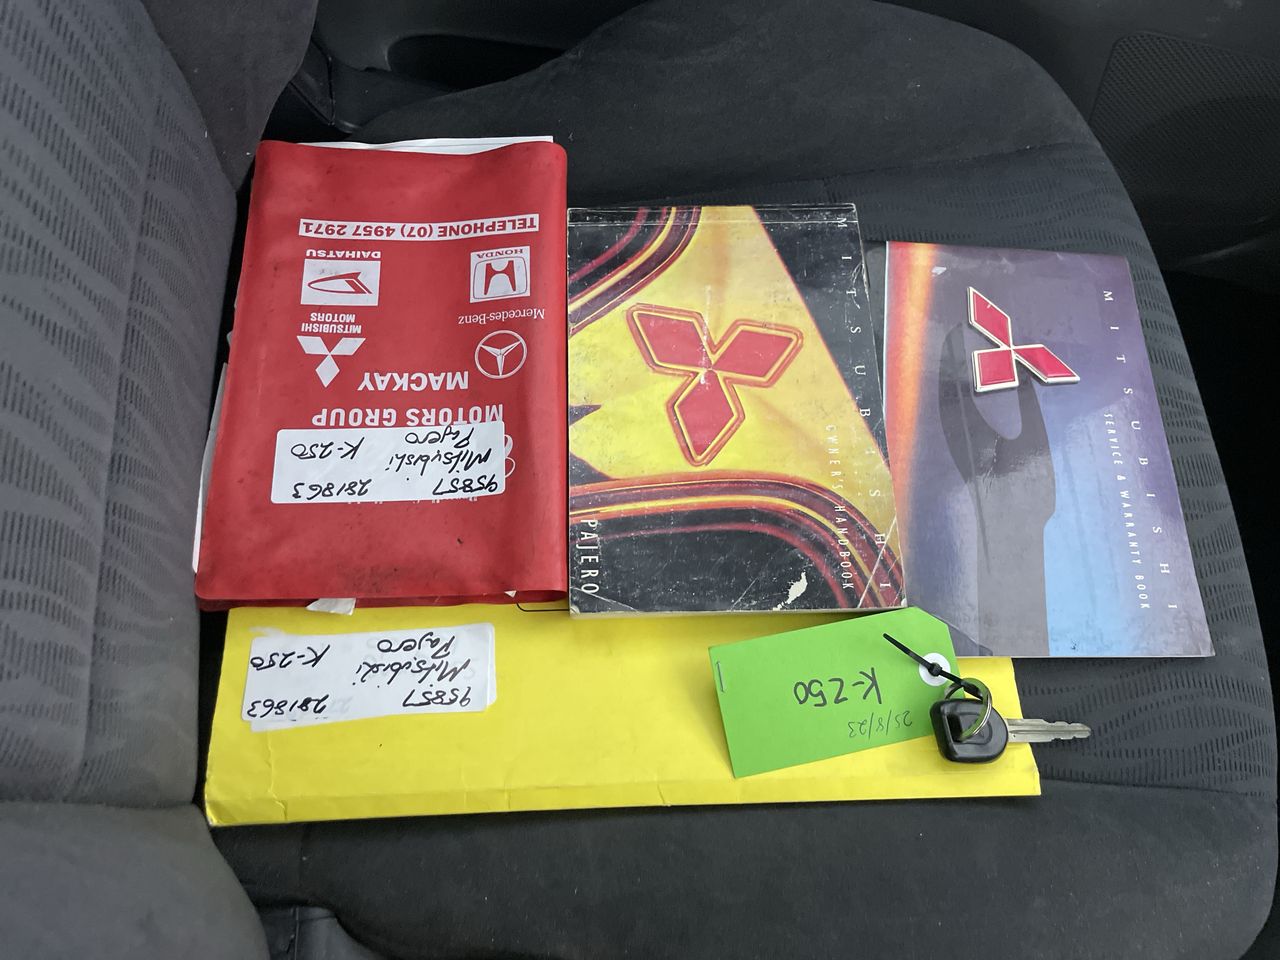 MOTORS GROUP
MACKAY
MITSUBISHI
MOTORS
Mercedes-Benz
DAIHATSU
HONDA
TELEPHONE (07) 4957 2971
95857 281863
Mitsubishi
Pajero K-250
MITSUBISHI
OWNER'S HANDBOOK
PAJERO
MITSUBISHI
SERVICE & WARRANTY BOOK
95857 281863
Mitsubishi
Pajero K-250
25/8/23
K-250